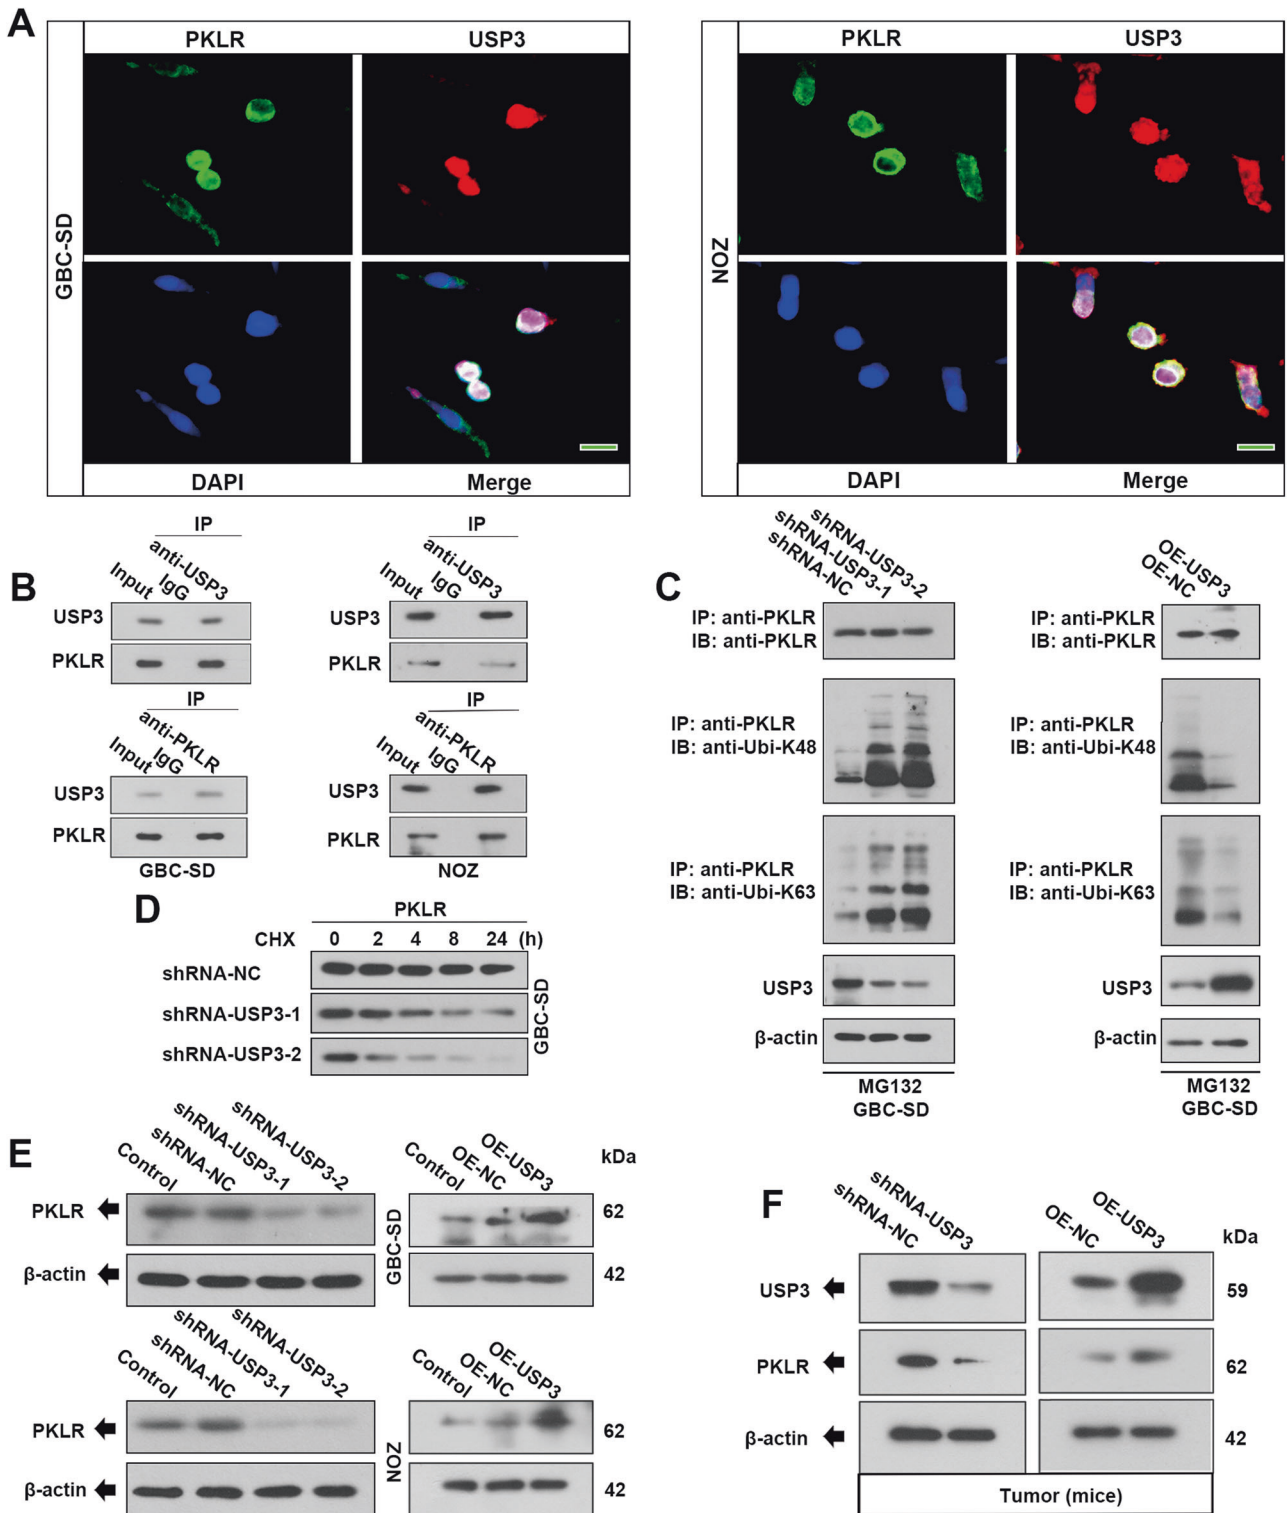 A
PKLR USP3
GBC-SD
DAPI Merge
PKLR USP3
NOZ
DAPI Merge
B
IP
Input IgG anti-USP3
USP3
PKLR
IP
Input IgG anti-USP3
USP3
PKLR
IP
Input IgG anti-PKLR
USP3
PKLR
GBC-SD
IP
Input IgG anti-PKLR
USP3
PKLR
NOZ
C
shRNA-NC shRNA-USP3-1 shRNA-USP3-2
IP: anti-PKLR
IB: anti-PKLR
IP: anti-PKLR
IB: anti-Ubi-K48
IP: anti-PKLR
IB: anti-Ubi-K63
USP3
β-actin
MG132
GBC-SD
OE-NC OE-USP3
IP: anti-PKLR
IB: anti-PKLR
IP: anti-PKLR
IB: anti-Ubi-K48
IP: anti-PKLR
IB: anti-Ubi-K63
USP3
β-actin
MG132
GBC-SD
D
PKLR
CHX 0 2 4 8 24 (h)
shRNA-NC
shRNA-USP3-1
shRNA-USP3-2
GBC-SD
E
Control shRNA-NC shRNA-USP3-1 shRNA-USP3-2
PKLR
β-actin
GBC-SD
Control OE-NC OE-USP3
kDa
62
42
Control shRNA-NC shRNA-USP3-1 shRNA-USP3-2
PKLR
β-actin
NOZ
Control OE-NC OE-USP3
62
42
F
shRNA-NC shRNA-USP3
OE-NC OE-USP3
kDa
USP3 59
PKLR 62
β-actin 42
Tumor (mice)